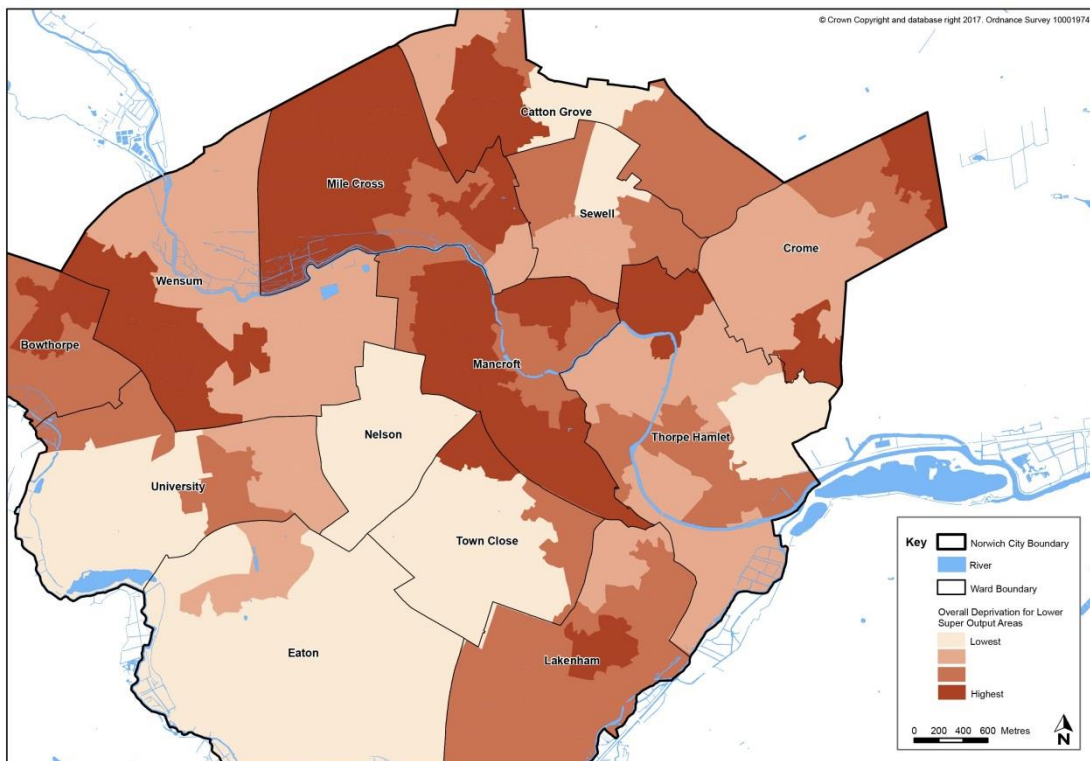 © Crown Copyright and database right 2017. Ordnance Survey 10001974
Catton Grove
Mile Cross
Sewell
Crome
Wensum
Bowthorpe
Mancroft
Nelson
Thorpe Hamlet
University
Town Close
Eaton
Lakenham
Key
Norwich City Boundary
River
Ward Boundary
Overall Deprivation for Lower
Super Output Areas
Lowest
Highest
0 200 400 600 Metres
N